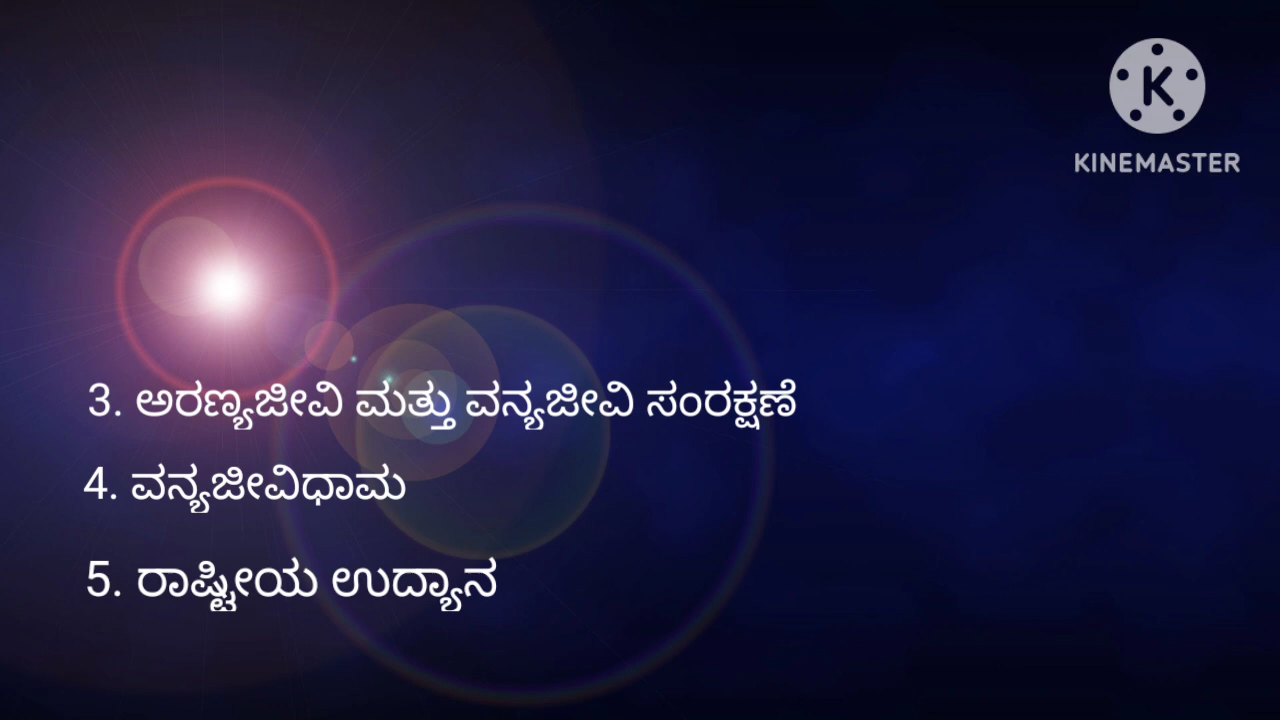 KINEMASTER
3. ಅರಣ್ಯಜೀವಿ ಮತ್ತು ವನ್ಯಜೀವಿ ಸಂರಕ್ಷಣೆ
4. ವನ್ಯಜೀವಿಧಾಮ
5. ರಾಷ್ಟ್ರೀಯ ಉದ್ಯಾನ